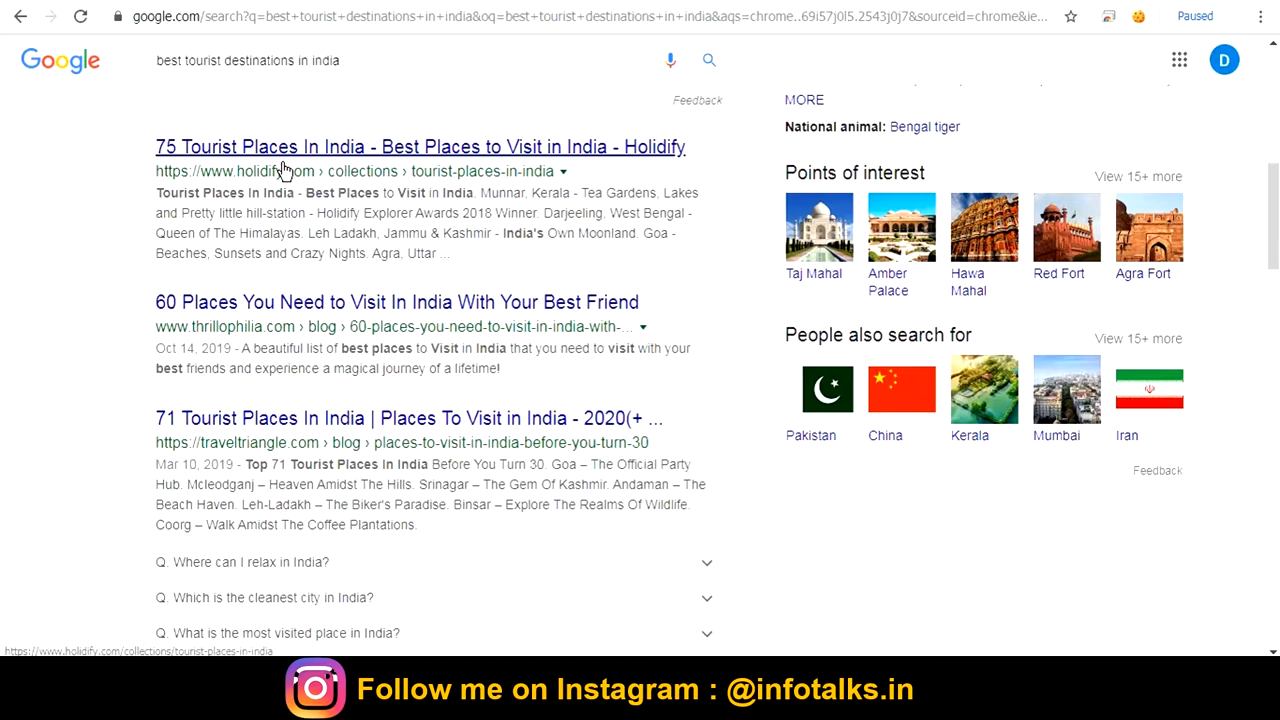 google.com/search?q=best+tourist+destinations+in+india&oq=best+tourist+destinations+in+india&aqs=chrome..69i57j0l5.2543j0j7&sourceid=chrome&ie...
Paused
Google
best tourist destinations in india
D
Feedback
75 Tourist Places In India - Best Places to Visit in India - Holidify
https://www.holidify.com › collections › tourist-places-in-india
Tourist Places In India - Best Places to Visit in India. Munnar, Kerala - Tea Gardens, Lakes
and Pretty little hill-station - Holidify Explorer Awards 2018 Winner. Darjeeling, West Bengal -
Queen of The Himalayas. Leh Ladakh, Jammu & Kashmir - India's Own Moonland. Goa -
Beaches, Sunsets and Crazy Nights. Agra, Uttar ...
60 Places You Need to Visit In India With Your Best Friend
www.thrillophilia.com › blog › 60-places-you-need-to-visit-in-india-with-...
Oct 14, 2019 - A beautiful list of best places to Visit in India that you need to visit with your
best friends and experience a magical journey of a lifetime!
71 Tourist Places In India | Places To Visit in India - 2020(+ ...
https://traveltriangle.com › blog › places-to-visit-in-india-before-you-turn-30
Mar 10, 2019 - Top 71 Tourist Places In India Before You Turn 30. Goa – The Official Party
Hub. Mcleodganj – Heaven Amidst The Hills. Srinagar – The Gem Of Kashmir. Andaman – The
Beach Haven. Leh-Ladakh – The Biker's Paradise. Binsar – Explore The Realms Of Wildlife.
Coorg – Walk Amidst The Coffee Plantations.
Q. Where can I relax in India?
Q. Which is the cleanest city in India?
Q. What is the most visited place in India?
MORE
National animal: Bengal tiger
Points of interest
View 15+ more
Taj Mahal
Amber
Palace
Hawa
Mahal
Red Fort
Agra Fort
People also search for
View 15+ more
Pakistan
China
Kerala
Mumbai
Iran
Feedback
https://www.holidify.com/collections/tourist-places-in-india
Follow me on Instagram : @infotalks.in